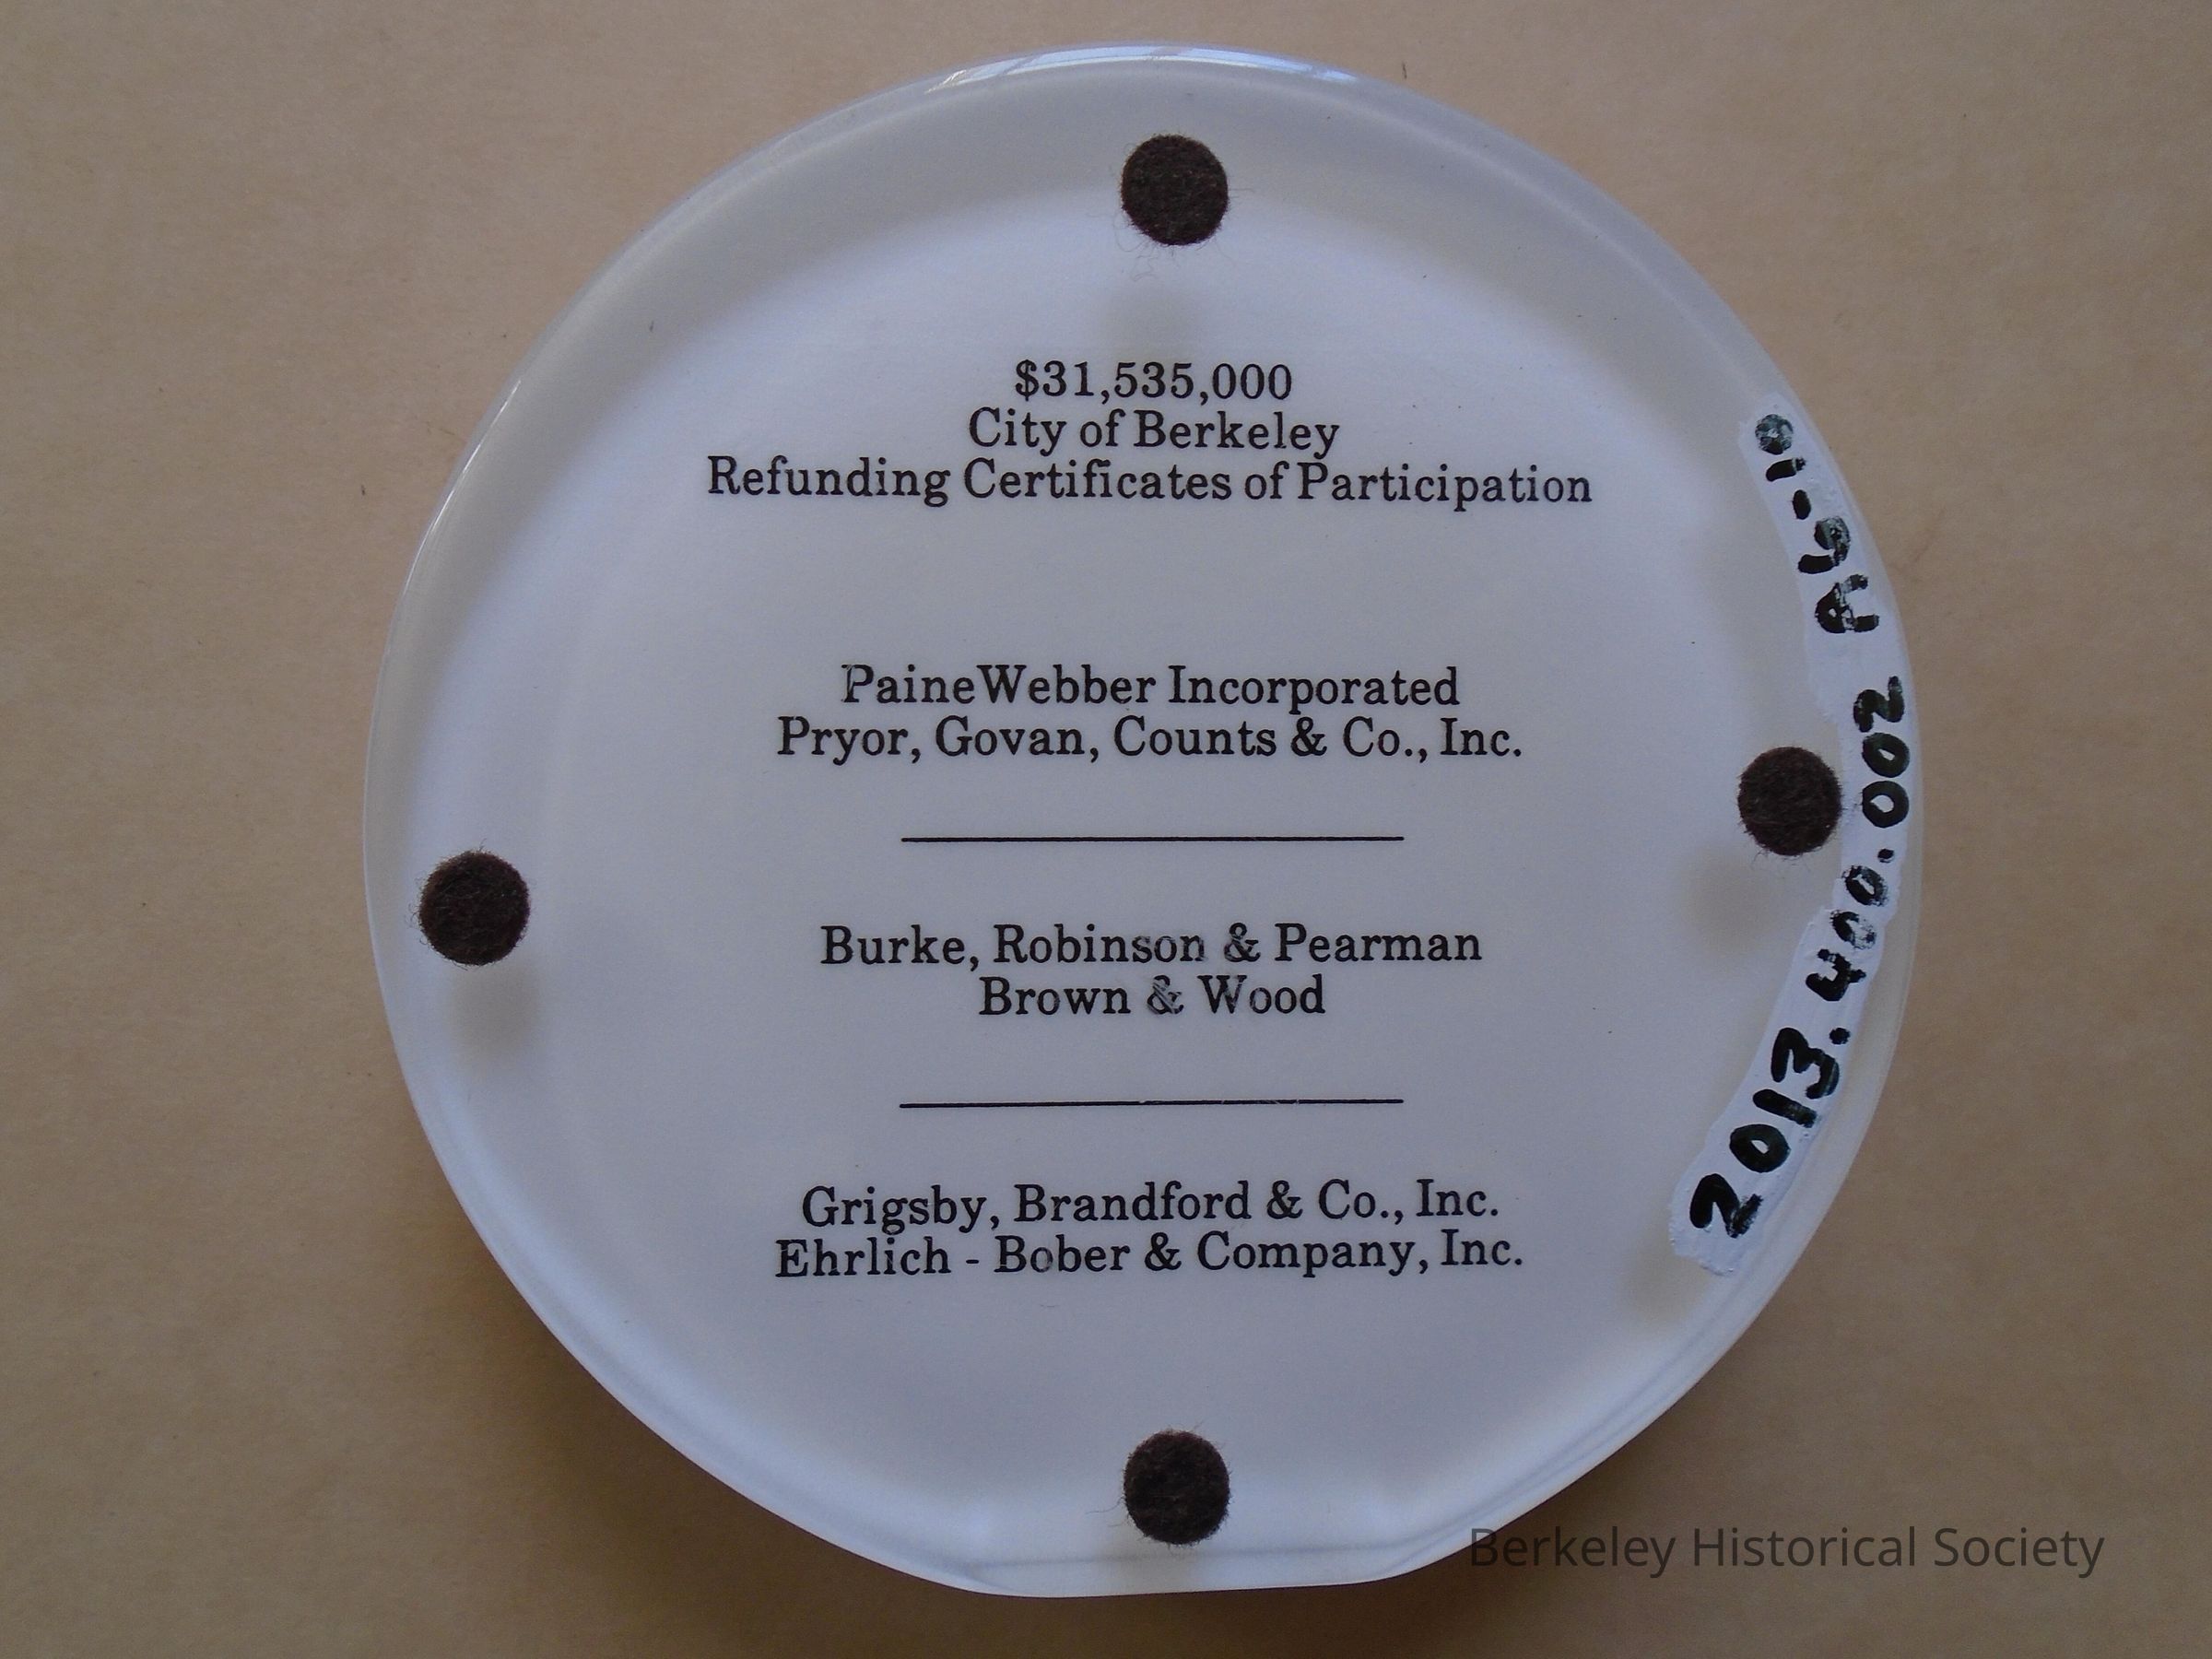 $31,535,000
City of Berkeley
Refunding Certificates of Participation
PaineWebber Incorporated
Pryor, Govan, Counts & Co., Inc.
Burke, Robinson & Pearman
Brown & Wood
Grigsby, Brandford & Co., Inc.
Ehrlich - Bober & Company, Inc.
2013.400.002
Berkeley Historical Society